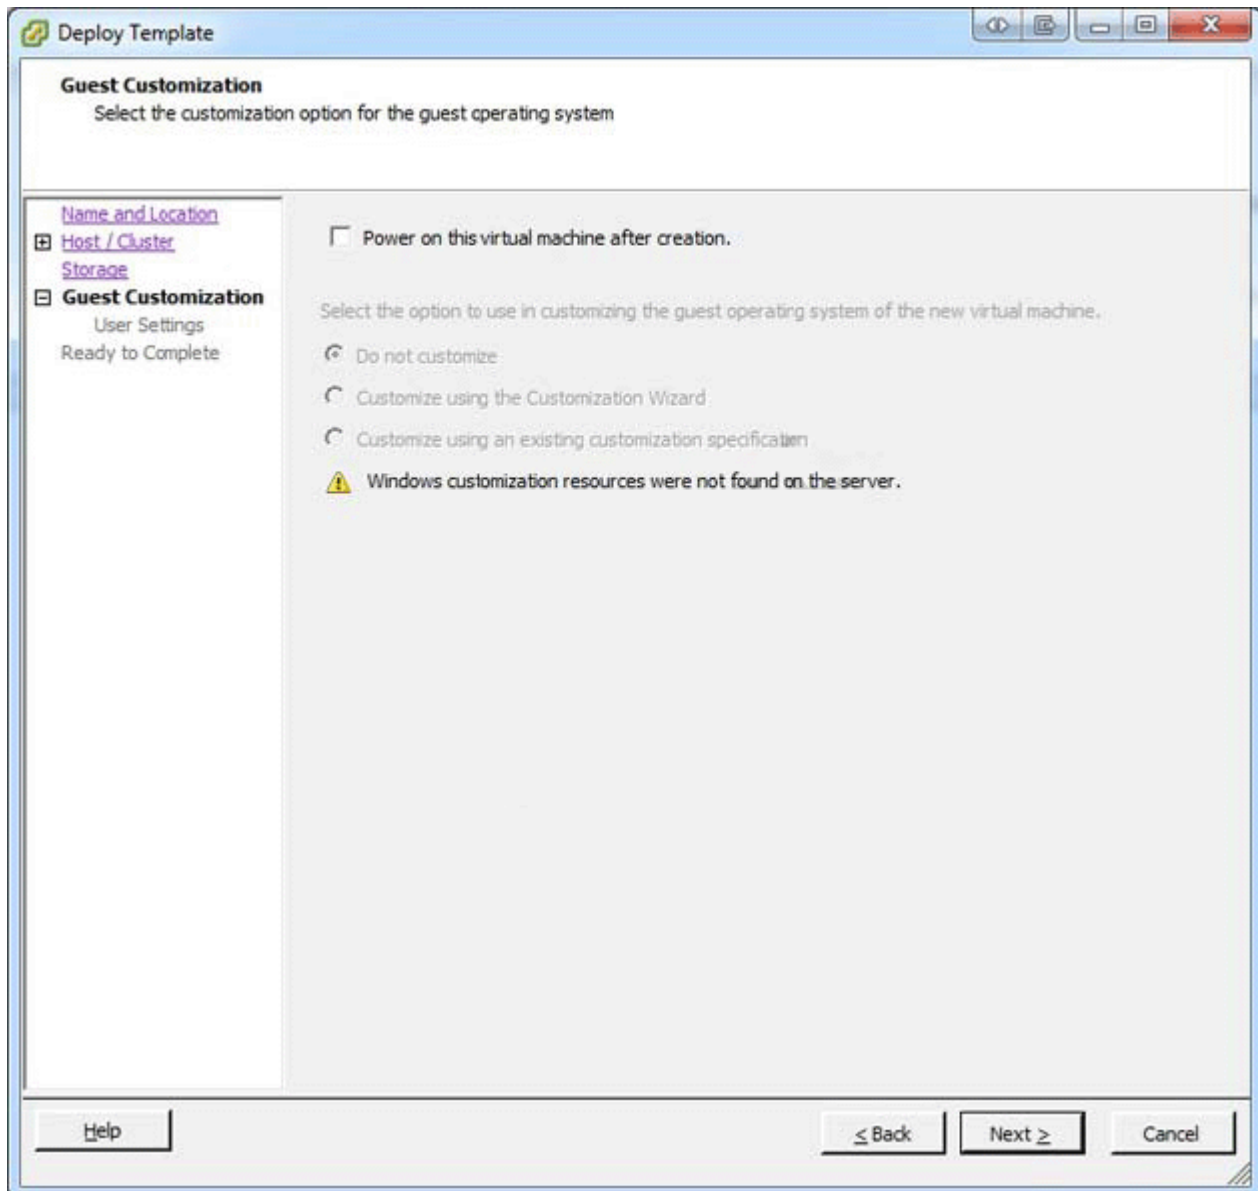 Deploy Template
Guest Customization
Select the customization option for the guest operating system
Name and Location
Host / Cluster
Storage
Guest Customization
User Settings
Ready to Complete
Power on this virtual machine after creation.
Select the option to use in customizing the guest operating system of the new virtual machine.
Do not customize
Customize using the Customization Wizard
Customize using an existing customization specification
Windows customization resources were not found on the server.
Help
< Back
Next >
Cancel